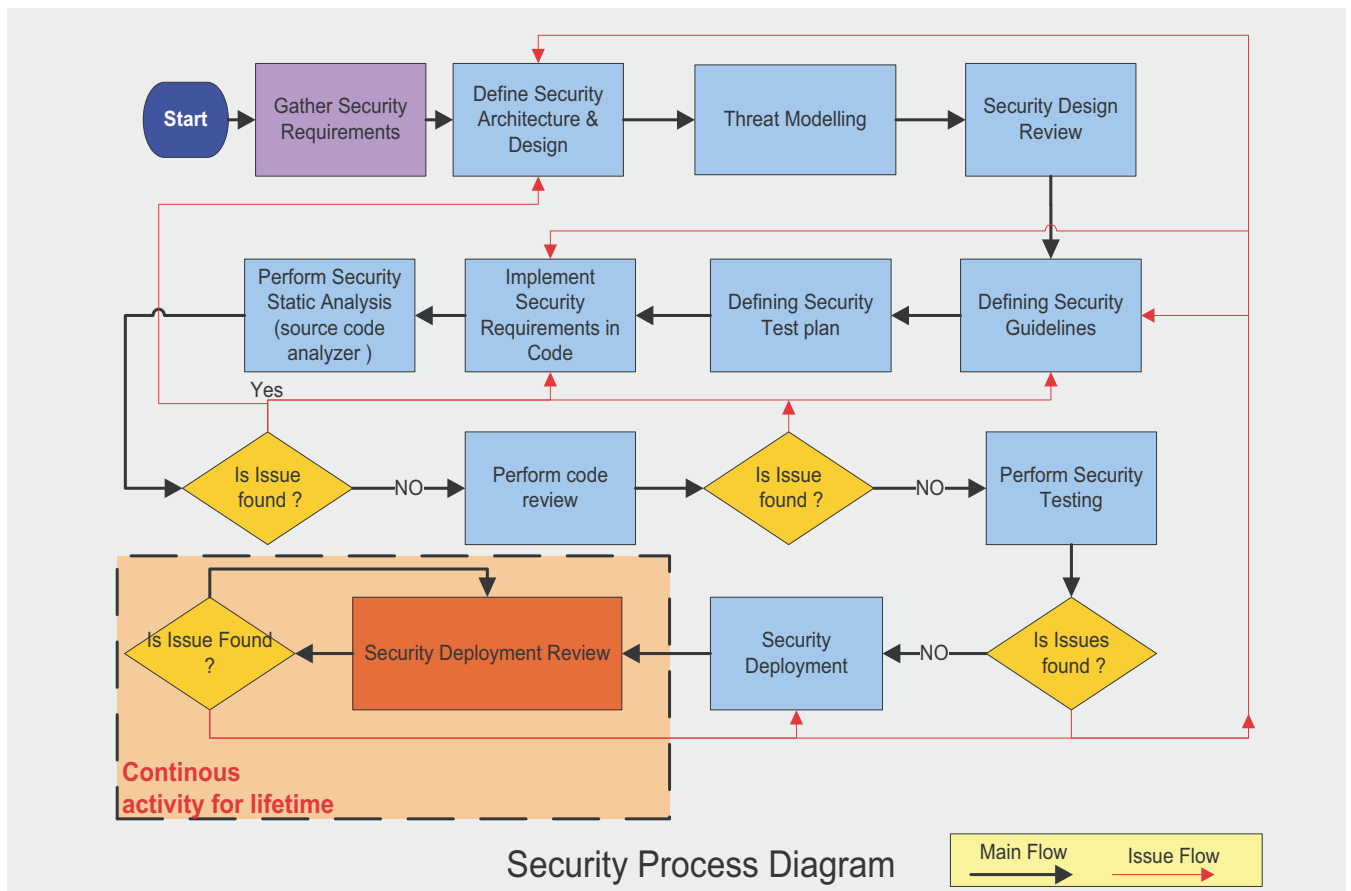 Start
Gather Security
Requirements
Define Security
Architecture &
Design
Threat Modelling
Security Design
Review
Perform Security
Static Analysis
(source code
analyzer )
Implement
Security
Requirements in
Code
Defining Security
Test plan
Defining Security
Guidelines
Yes
Is Issue
found ?
NO
Perform code
review
Is Issue
found ?
NO
Perform Security
Testing
Is Issue Found
?
Security Deployment Review
Security
Deployment
NO
Is Issues
found ?
Continous
activity for lifetime
Security Process Diagram
Main Flow
Issue Flow